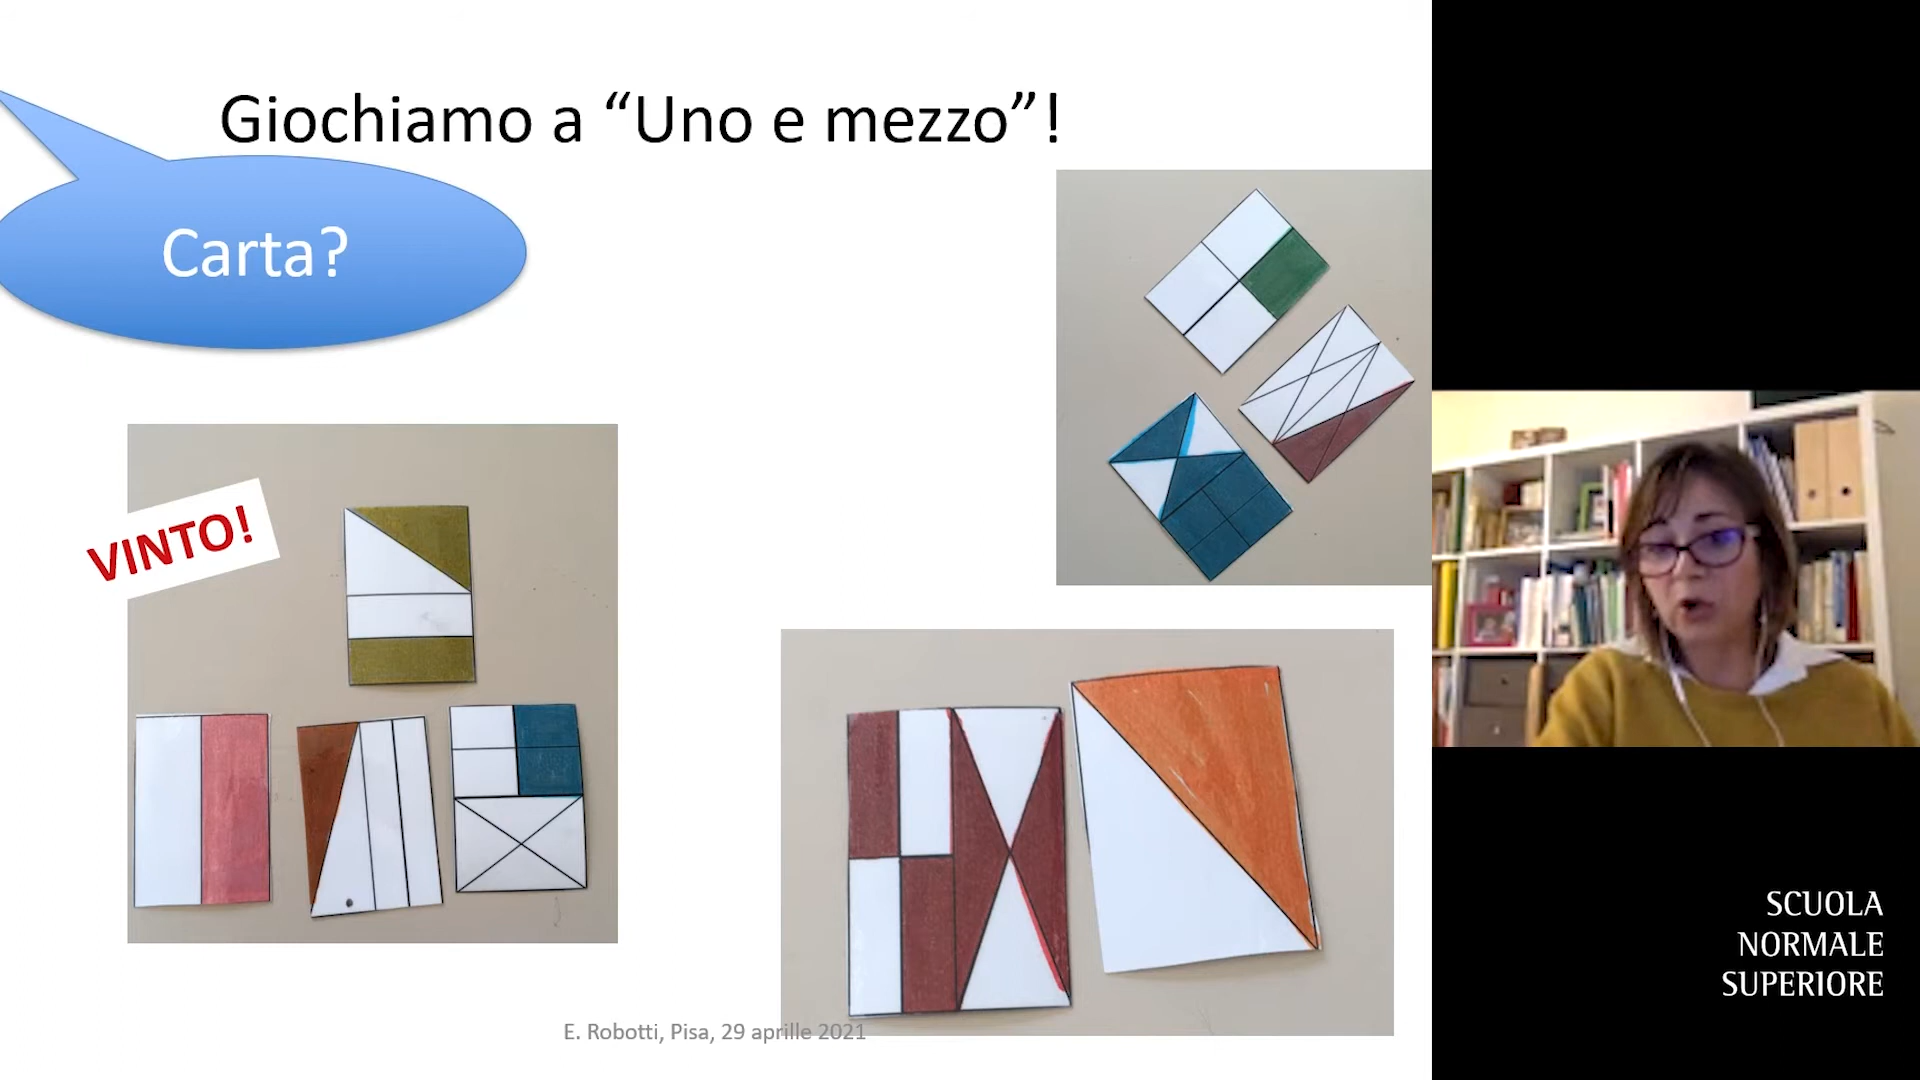 Giochiamo a “Uno e mezzo”!
Carta?
VINTO!
E. Robotti, Pisa, 29 aprille 2021
SCUOLA
NORMALE
SUPERIORE